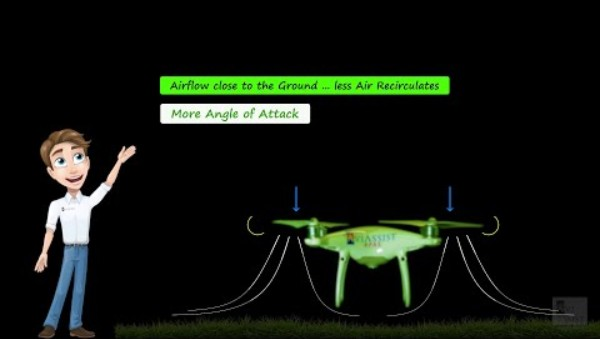 Airflow close to the Ground ... less Air Recirculates
More Angle of Attack